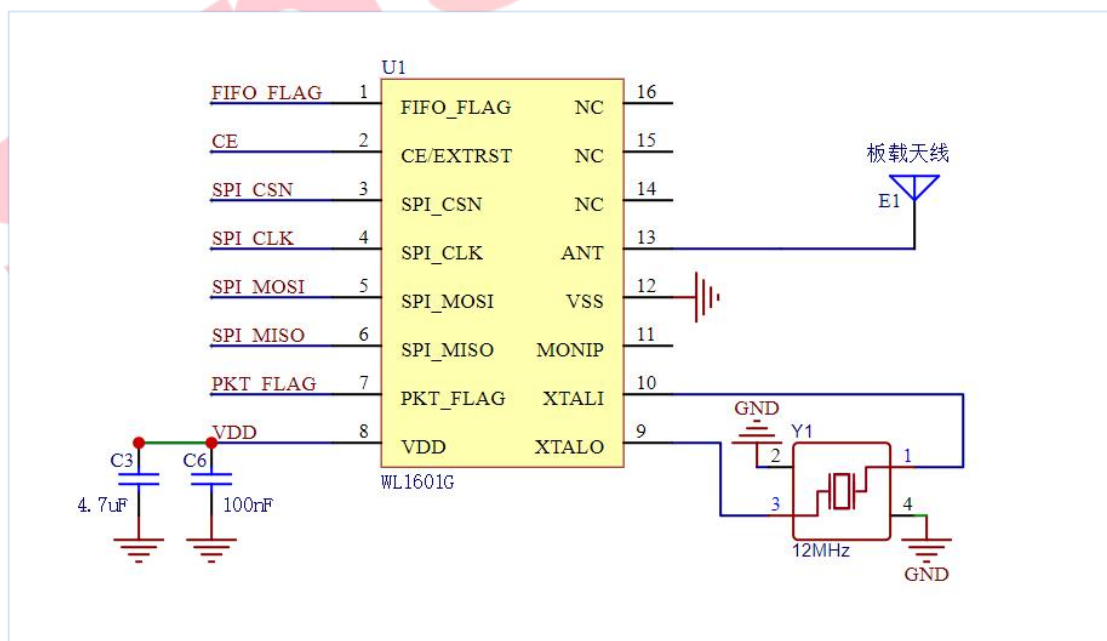 U1
FIFO_FLAG 1 FIFO_FLAG NC 16
CE 2 CE/EXTRST NC 15
SPI_CSN 3 SPI_CSN NC 14
SPI_CLK 4 SPI_CLK ANT 13
SPI_MOSI 5 SPI_MOSI VSS 12
SPI_MISO 6 SPI_MISO MONIP 11
PKT_FLAG 7 PKT_FLAG XTALI 10
VDD 8 VDD XTALO 9
WL1601G
板载天线
E1
C3
4.7uF
C6
100nF
GND
Y1
2
1
3
4
12MHz
GND